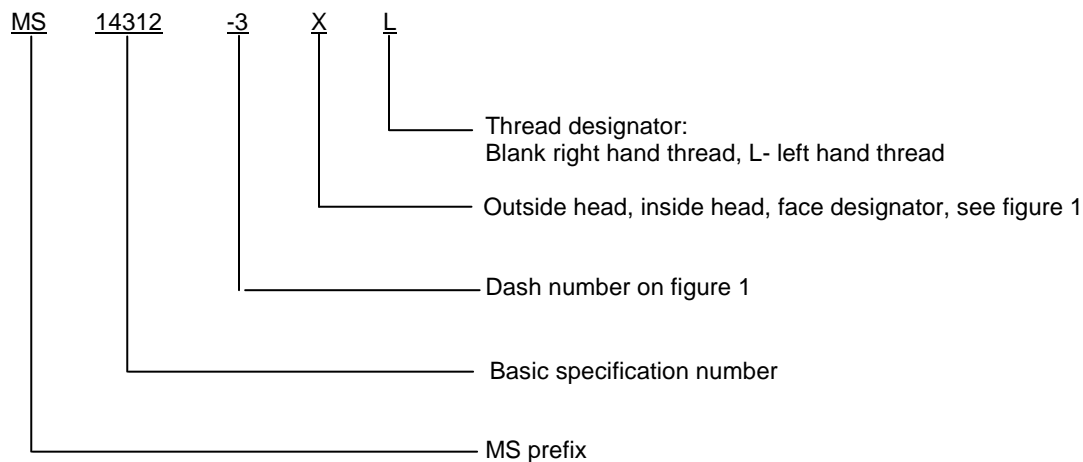 MS 14312 -3 X L
Thread designator:
Blank right hand thread, L- left hand thread
Outside head, inside head, face designator, see figure 1
Dash number on figure 1
Basic specification number
MS prefix